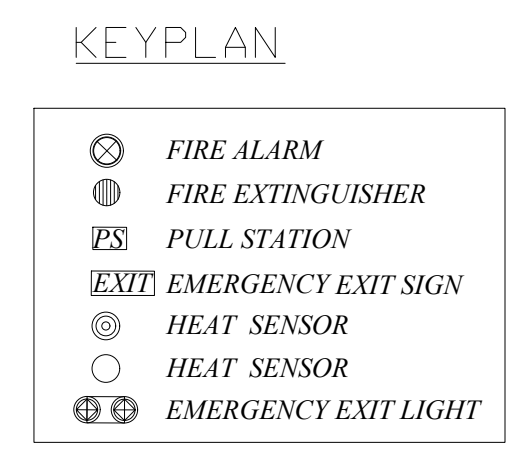 KEYPLAN
FIRE ALARM
FIRE EXTINGUISHER
PS PULL STATION
EXIT EMERGENCY EXIT SIGN
HEAT SENSOR
HEAT SENSOR
EMERGENCY EXIT LIGHT